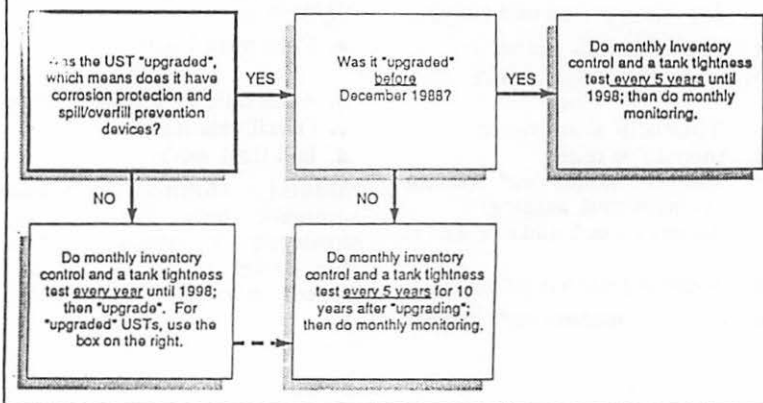 Was the UST "upgraded",
which means does it have
corrosion protection and
spill/overfill prevention
devices?
YES
Was it "upgraded"
before
December 1988?
YES
Do monthly inventory
control and a tank tightness
test every 5 years until
1998; then do monthly
monitoring.
NO
NO
Do monthly inventory
control and a tank tightness
test every year until 1998;
then "upgrade". For
"upgraded" USTs, use the
box on the right.
Do monthly inventory
control and a tank tightness
test every 5 years for 10
years after "upgrading";
then do monthly monitoring.